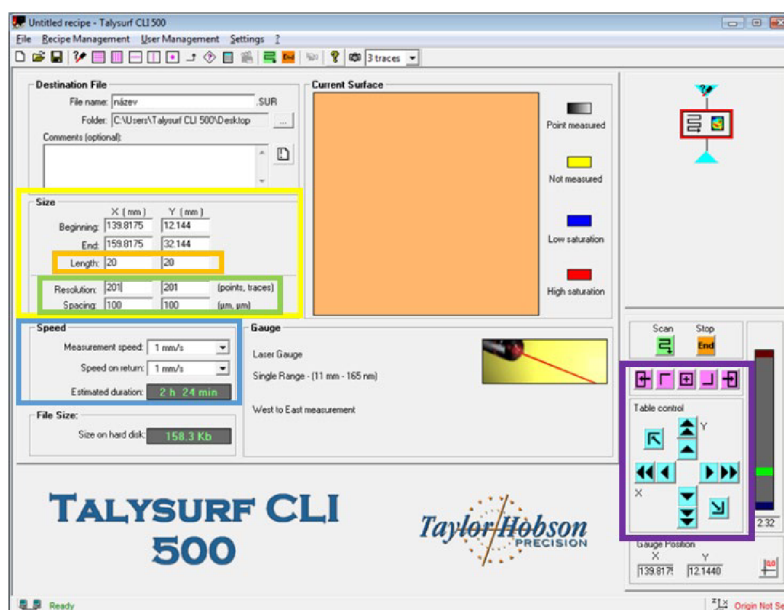 Untitled recipe - Talysurf CLI 500
File Recipe Management User Management Settings ?
End 3 traces
Destination File
File name: název .SUR
Folder: C:\Users\Talysurf CLI 500\Desktop ...
Comments (optional):
Size
X ( mm ) Y ( mm )
Beginning: 139.8175 12.144
End: 159.8175 32.144
Length: 20 20
Resolution: 201 201 (points, traces)
Spacing: 100 100 (µm, µm)
Speed
Measurement speed: 1 mm/s
Speed on return: 1 mm/s
Estimated duration: 2 h 24 min
File Size:
Size on hard disk: 158.3 Kb
Current Surface
Point measured
Not measured
Low saturation
High saturation
Gauge
Laser Gauge
Single Range - (11 mm - 165 nm)
West to East measurement
Scan Stop
End
Table control
Y
X
2.32
Gauge Position
X Y
139.817 12.1440
TALYSURF CLI
500
Taylor Hobson
PRECISION
Ready
Origin Not Se